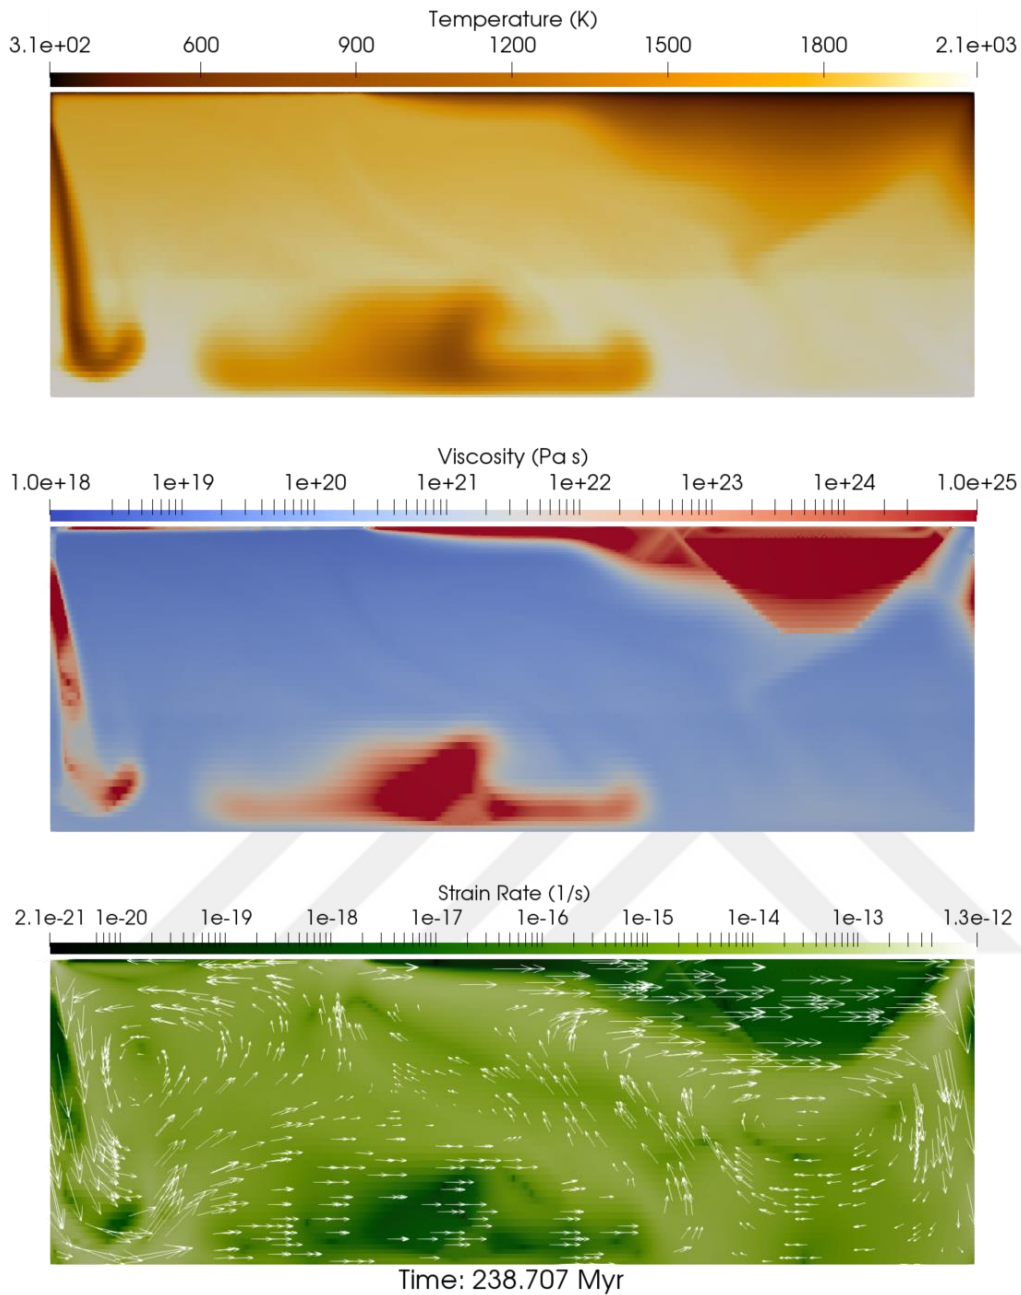 Temperature (K)
3.1e+02 600 900 1200 1500 1800 2.1e+03
Viscosity (Pa s)
1.0e+18 1e+19 1e+20 1e+21 1e+22 1e+23 1e+24 1.0e+25
Strain Rate (1/s)
2.1e-21 1e-20 1e-19 1e-18 1e-17 1e-16 1e-15 1e-14 1e-13 1.3e-12
Time: 238.707 Myr